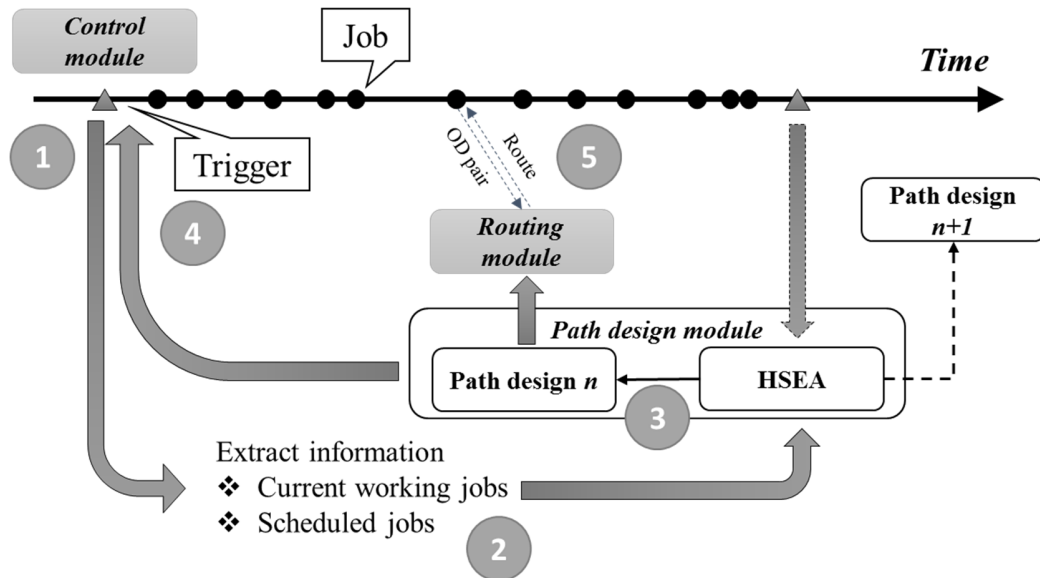 Control
module
Job
Time
1
Trigger
OD pair
Route
5
4
Routing
module
Path design
n+1
Path design module
Path design n
HSEA
3
Extract information
❖ Current working jobs
❖ Scheduled jobs
2